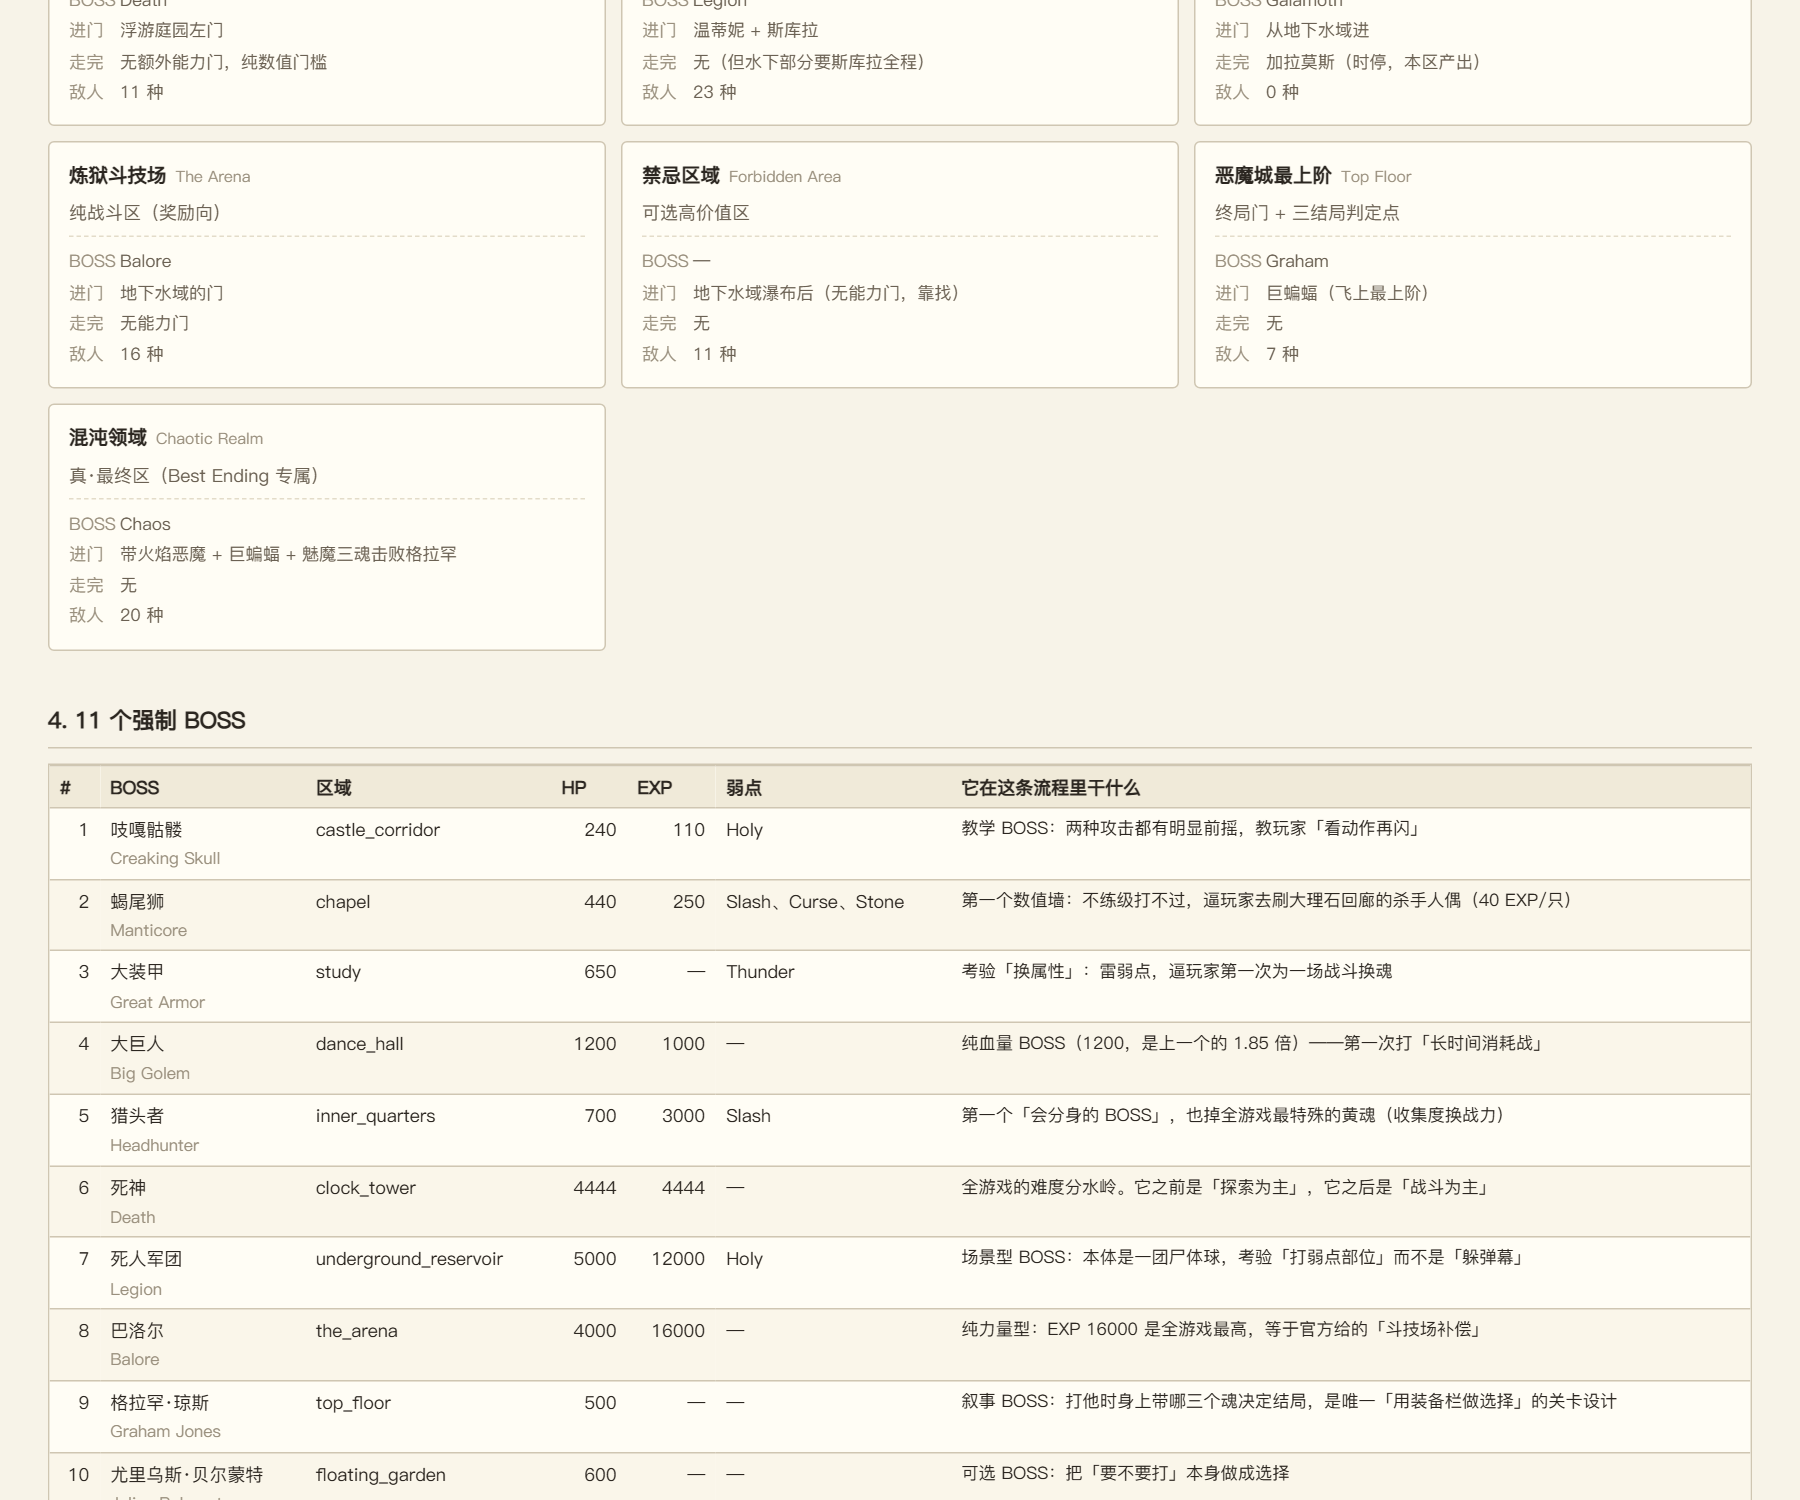 BOSS Death
进门 浮游庭园左门
走完 无额外能力门，纯数值门槛
敌人 11 种
BOSS Legion
进门 温蒂妮 + 斯库拉
走完 无（但水下部分要斯库拉全程）
敌人 23 种
BOSS Galamoth
进门 从地下水域进
走完 加拉莫斯（时停，本区产出）
敌人 0 种
炼狱斗技场 The Arena
纯战斗区（奖励向）
BOSS Balore
进门 地下水域的门
走完 无能力门
敌人 16 种
禁忌区域 Forbidden Area
可选高价值区
BOSS —
进门 地下水域瀑布后（无能力门，靠找）
走完 无
敌人 11 种
恶魔城最上阶 Top Floor
终局门 + 三结局判定点
BOSS Graham
进门 巨蝙蝠（飞上最上阶）
走完 无
敌人 7 种
混沌领域 Chaotic Realm
真·最终区（Best Ending 专属）
BOSS Chaos
进门 带火焰恶魔 + 巨蝙蝠 + 魅魔三魂击败格拉罕
走完 无
敌人 20 种
4. 11 个强制 BOSS
# BOSS 区域 HP EXP 弱点 它在这条流程里干什么
1 吱嘎骷髅 castle_corridor 240 110 Holy 教学 BOSS：两种攻击都有明显前摇，教玩家「看动作再闪」
Creaking Skull
2 蝎尾狮 chapel 440 250 Slash、Curse、Stone 第一个数值墙：不练级打不过，逼玩家去刷大理石回廊的杀手人偶（40 EXP/只）
Manticore
3 大装甲 study 650 — Thunder 考验「换属性」：雷弱点，逼玩家第一次为一场战斗换魂
Great Armor
4 大巨人 dance_hall 1200 1000 — 纯血量 BOSS（1200，是上一个的 1.85 倍）——第一次打「长时间消耗战」
Big Golem
5 猎头者 inner_quarters 700 3000 Slash 第一个「会分身的 BOSS」，也掉全游戏最特殊的黄魂（收集度换战力）
Headhunter
6 死神 clock_tower 4444 4444 — 全游戏的难度分水岭。它之前是「探索为主」，它之后是「战斗为主」
Death
7 死人军团 underground_reservoir 5000 12000 Holy 场景型 BOSS：本体是一团尸体球，考验「打弱点部位」而不是「躲弹幕」
Legion
8 巴洛尔 the_arena 4000 16000 — 纯力量型：EXP 16000 是全游戏最高，等于官方给的「斗技场补偿」
Balore
9 格拉罕·琼斯 top_floor 500 — — 叙事 BOSS：打他时身上带哪三个魂决定结局，是唯一「用装备栏做选择」的关卡设计
Graham Jones
10 尤里乌斯·贝尔蒙特 floating_garden 600 — — 可选 BOSS：把「要不要打」本身做成选择